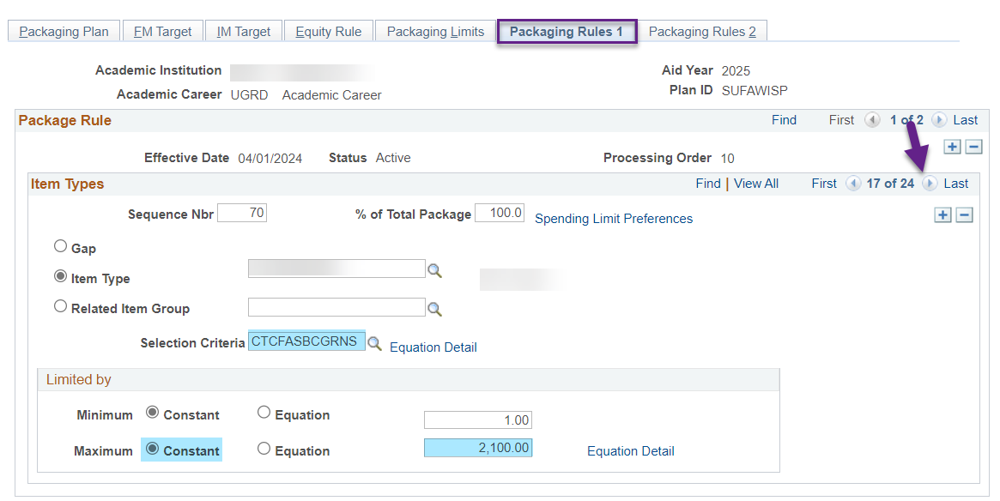 Packaging Plan FM Target IM Target Equity Rule Packaging Limits Packaging Rules 1 Packaging Rules 2
Academic Institution Aid Year 2025
Academic Career UGRD Academic Career Plan ID SUFAWISP
Package Rule Find First 1 of 2 Last
Effective Date 04/01/2024 Status Active Processing Order 10
Item Types Find | View All First 17 of 24 Last
Sequence Nbr 70 % of Total Package 100.0 Spending Limit Preferences
Gap
Item Type
Related Item Group
Selection Criteria CTCFASBCGRNS Equation Detail
Limited by
Minimum Constant Equation 1.00
Maximum Constant Equation 2,100.00 Equation Detail